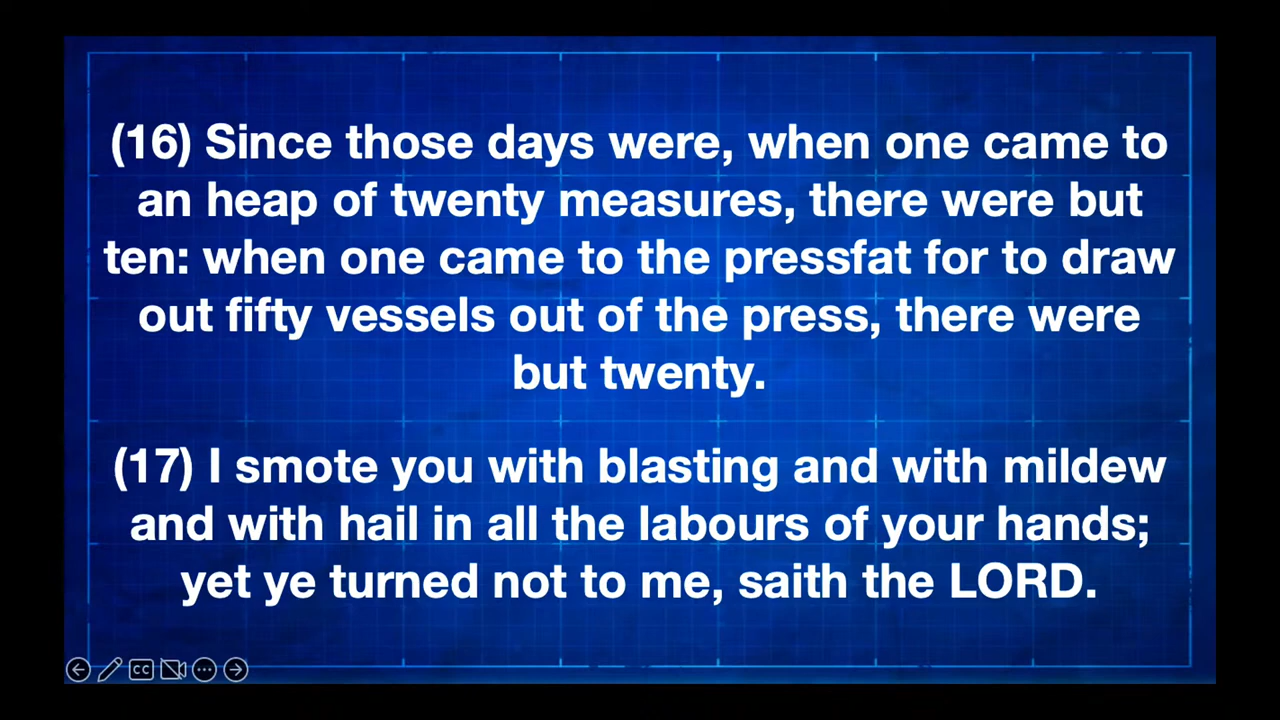 (16) Since those days were, when one came to
an heap of twenty measures, there were but
ten: when one came to the pressfat for to draw
out fifty vessels out of the press, there were
but twenty.
(17) I smote you with blasting and with mildew
and with hail in all the labours of your hands;
yet ye turned not to me, saith the LORD.
CC